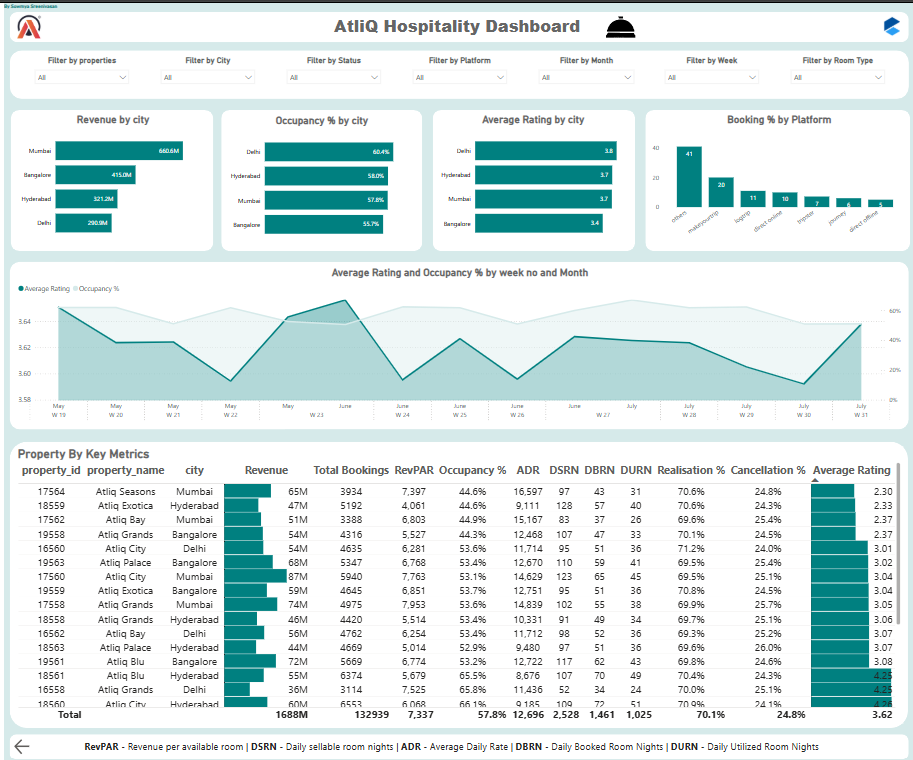 By Sowmya Sreenivasan
AtliQ Hospitality Dashboard
Filter by properties Filter by City Filter by Status Filter by Platform Filter by Month Filter by Week Filter by Room Type
All All All All All All All
Revenue by city
Mumbai 660.6M
Bangalore 415.0M
Hyderabad 321.2M
Delhi 290.9M
Occupancy % by city
Delhi 60.4%
Hyderabad 58.0%
Mumbai 57.8%
Bangalore 55.7%
Average Rating by city
Delhi 3.8
Hyderabad 3.7
Mumbai 3.7
Bangalore 3.4
Booking % by Platform
40
20
0
41 20 11 10 7 6 5
others makeyourtrip logtrip direct online tripster journey direct offline
Average Rating and Occupancy % by week no and Month
Average Rating Occupancy %
3.64
3.62
3.60
3.58
60%
40%
20%
0%
May May May May May June June June June June July July July July July
W 19 W 20 W 21 W 22 W 23 W 24 W 25 W 26 W 27 W 28 W 29 W 30 W 31
Property By Key Metrics
property_id property_name city Revenue Total Bookings RevPAR Occupancy % ADR DSRN DBRN DURN Realisation % Cancellation % Average Rating
17564 Atliq Seasons Mumbai 65M 3934 7,397 44.6% 16,597 97 43 31 70.6% 24.8% 2.30
18559 Atliq Exotica Hyderabad 47M 5192 4,061 44.6% 9,111 128 57 40 70.6% 24.3% 2.33
17562 Atliq Bay Mumbai 51M 3388 6,803 44.9% 15,167 83 37 26 69.6% 25.4% 2.37
19558 Atliq Grands Bangalore 54M 4316 5,527 44.3% 12,468 107 47 33 70.1% 24.5% 2.37
16560 Atliq City Delhi 54M 4635 6,281 53.6% 11,714 95 51 36 71.2% 24.0% 3.01
19563 Atliq Palace Bangalore 68M 5347 6,768 53.4% 12,670 110 59 41 69.5% 25.4% 3.02
17560 Atliq City Mumbai 87M 5940 7,763 53.1% 14,629 123 65 45 69.5% 25.1% 3.04
19559 Atliq Exotica Bangalore 59M 4645 6,851 53.7% 12,751 95 51 36 70.8% 24.5% 3.04
17558 Atliq Grands Mumbai 74M 4975 7,953 53.6% 14,839 102 55 38 69.9% 25.7% 3.05
18558 Atliq Grands Hyderabad 46M 4420 5,514 53.4% 10,331 91 49 34 69.7% 25.1% 3.06
16562 Atliq Bay Delhi 56M 4762 6,254 53.4% 11,712 98 52 36 69.3% 25.2% 3.07
18563 Atliq Palace Hyderabad 44M 4669 5,014 52.9% 9,480 97 51 36 69.6% 26.0% 3.07
19561 Atliq Blu Bangalore 72M 5669 6,774 53.2% 12,722 117 62 43 69.8% 24.6% 3.08
18561 Atliq Blu Hyderabad 55M 6374 5,679 65.5% 8,676 107 70 49 70.4% 24.3% 4.25
16558 Atliq Grands Delhi 36M 3114 7,525 65.8% 11,436 52 34 24 70.0% 25.1% 4.25
18560 Atliq City Hyderabad 60M 6553 6,068 66.1% 9,185 109 72 51 70.9% 24.1% 4.26
Total 1688M 132939 7,337 57.8% 12,696 2,528 1,461 1,025 70.1% 24.8% 3.62
RevPAR - Revenue per available room | DSRN - Daily sellable room nights | ADR - Average Daily Rate | DBRN - Daily Booked Room Nights | DURN - Daily Utilized Room Nights